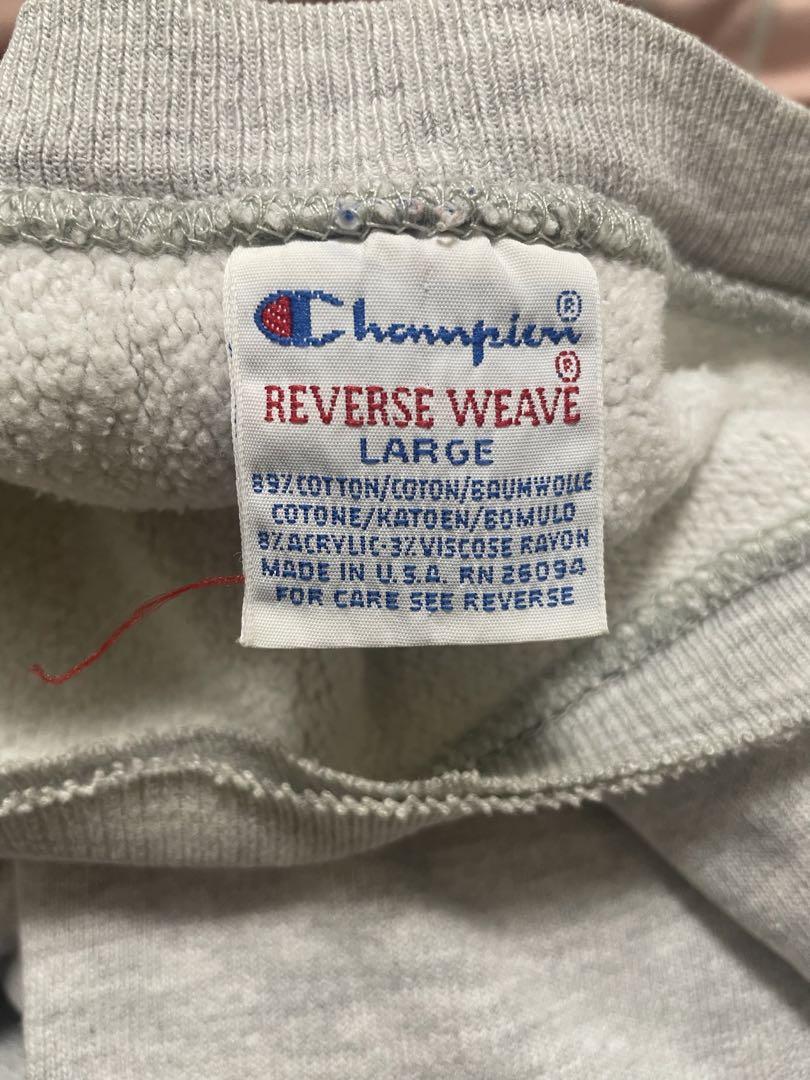 Champion®
REVERSE WEAVE®
LARGE
89% COTTON/COTON/BAUMWOLLE
COTONE/KATOEN/BOMULD
8% ACRYLIC·3% VISCOSE RAYON
MADE IN U.S.A. RN 26094
FOR CARE SEE REVERSE